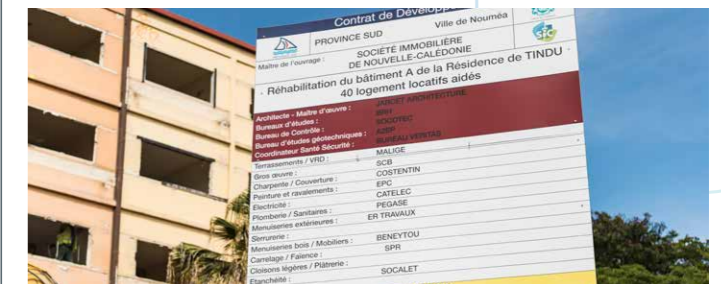 Contrat de Dévelop
PROVINCE SUD
Ville de Nouméa
sic
Maître de l'ouvrage :
SOCIÉTÉ IMMOBILIÈRE
DE NOUVELLE-CALÉDONIE
Réhabilitation du bâtiment A de la Résidence de TINDU
40 logement locatifs aidés
Architecte - Maître d'œuvre : JANCET ARCHITECTURE
Bureaux d'études :
Bureau de Contrôle : SOCOTEC
Bureau d'études géotechniques :
Coordinateur Santé Sécurité : BUREAU VERITAS
Terrassements / VRD : MALIGE
Gros œuvre : SCB
Charpente / Couverture : COSTENTIN
Peinture et ravalements : EPC
Electricité : CATELEC
Plomberie / Sanitaires : PEGASE
Menuiseries extérieures : ER TRAVAUX
Serrurerie :
Menuiseries bois / Mobiliers : BENEYTOU
Carrelage / Faïence : SPR
Cloisons légères / Plâtrerie :
Etanchéité : SOCALET